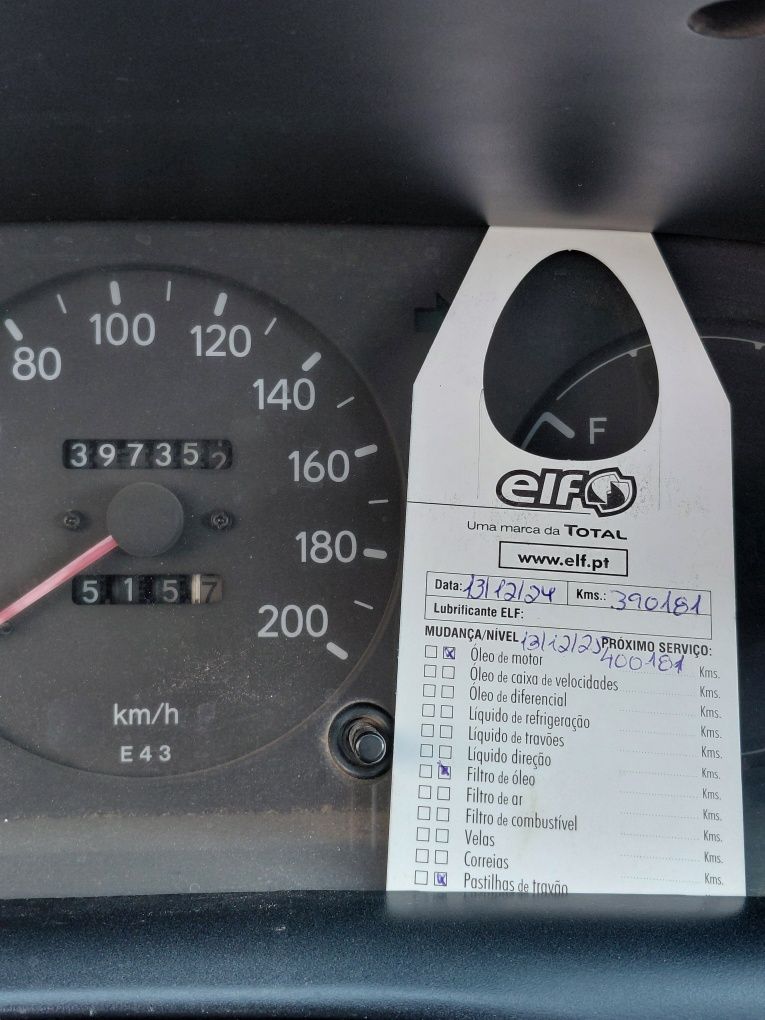 80
100
120
140
160
180
200
397352
5157
km/h
E43
F
elf
Uma marca da TOTAL
www.elf.pt
Data: 13/12/24 Kms.: 390181
Lubrificante ELF:
MUDANÇA/NÍVEL 13/12/25 PRÓXIMO SERVIÇO:
Óleo de motor 400181 Kms.
Óleo de caixa de velocidades Kms.
Óleo de diferencial Kms.
Líquido de refrigeração Kms.
Líquido de travões Kms.
Líquido direção Kms.
Filtro de óleo Kms.
Filtro de ar Kms.
Filtro de combustível Kms.
Velas Kms.
Correias Kms.
Pastilhas de travão Kms.